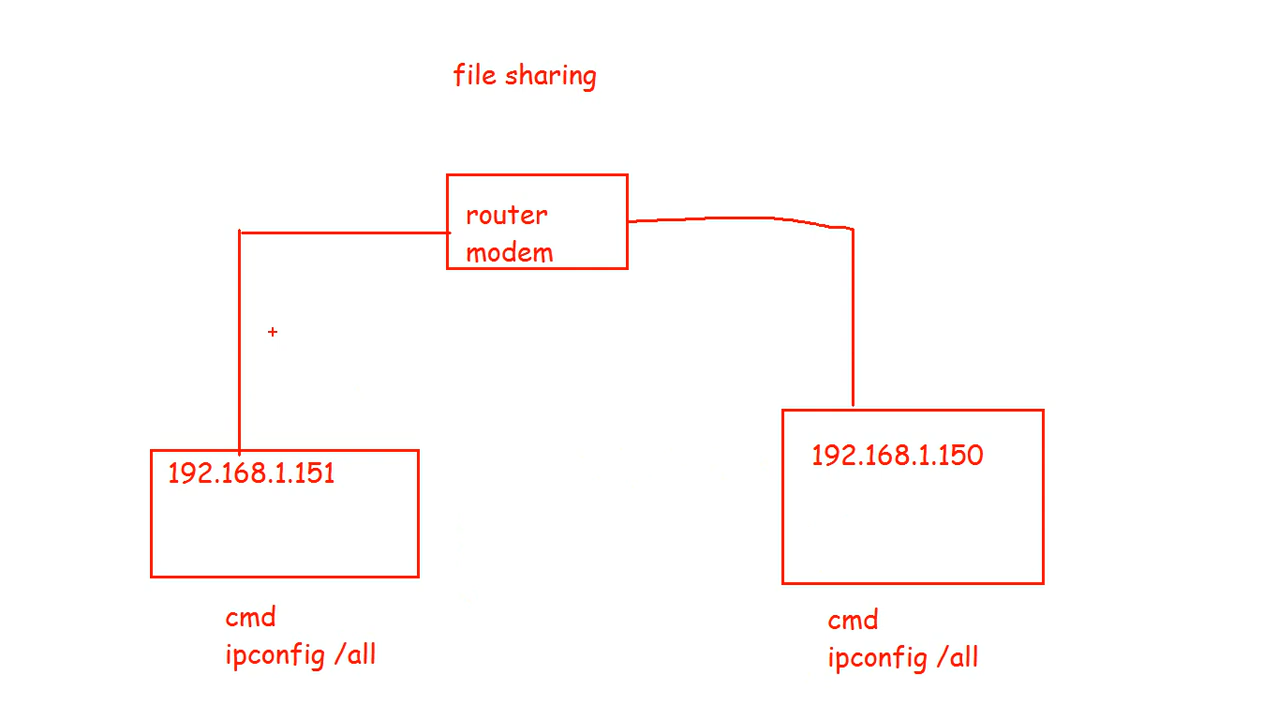 file sharing
router
modem
192.168.1.151
192.168.1.150
cmd
ipconfig /all
cmd
ipconfig /all